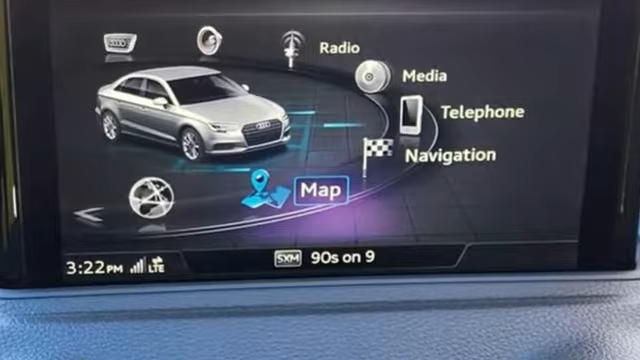 Radio
Media
Telephone
Navigation
Map
3:22PM LTE
SXM 90s on 9